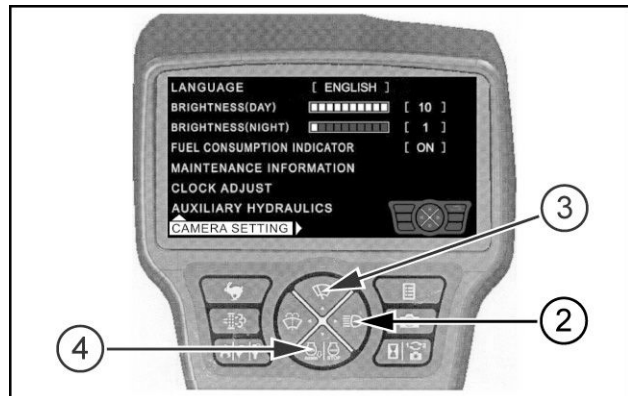 LANGUAGE [ ENGLISH ]
BRIGHTNESS(DAY) [ 10 ]
BRIGHTNESS(NIGHT) [ 1 ]
FUEL CONSUMPTION INDICATOR [ ON ]
MAINTENANCE INFORMATION
CLOCK ADJUST
AUXILIARY HYDRAULICS
CAMERA SETTING
3
2
4
STOP